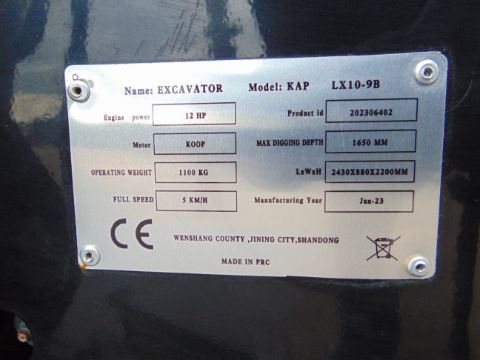 Name: EXCAVATOR Model: KAP LX10-9B
Engins power 12 HP Product id 202306402
Motor KOOP MAX DIGGING DEPTH 1650 MM
OPERATING WEIGHT 1100 KG LxWxH 2430X880X2200MM
FULL SPEED 5 KM/H Manufacturing Year Jun-23
CE WENSHANG COUNTY ,JINING CITY,SHANDONG
MADE IN PRC